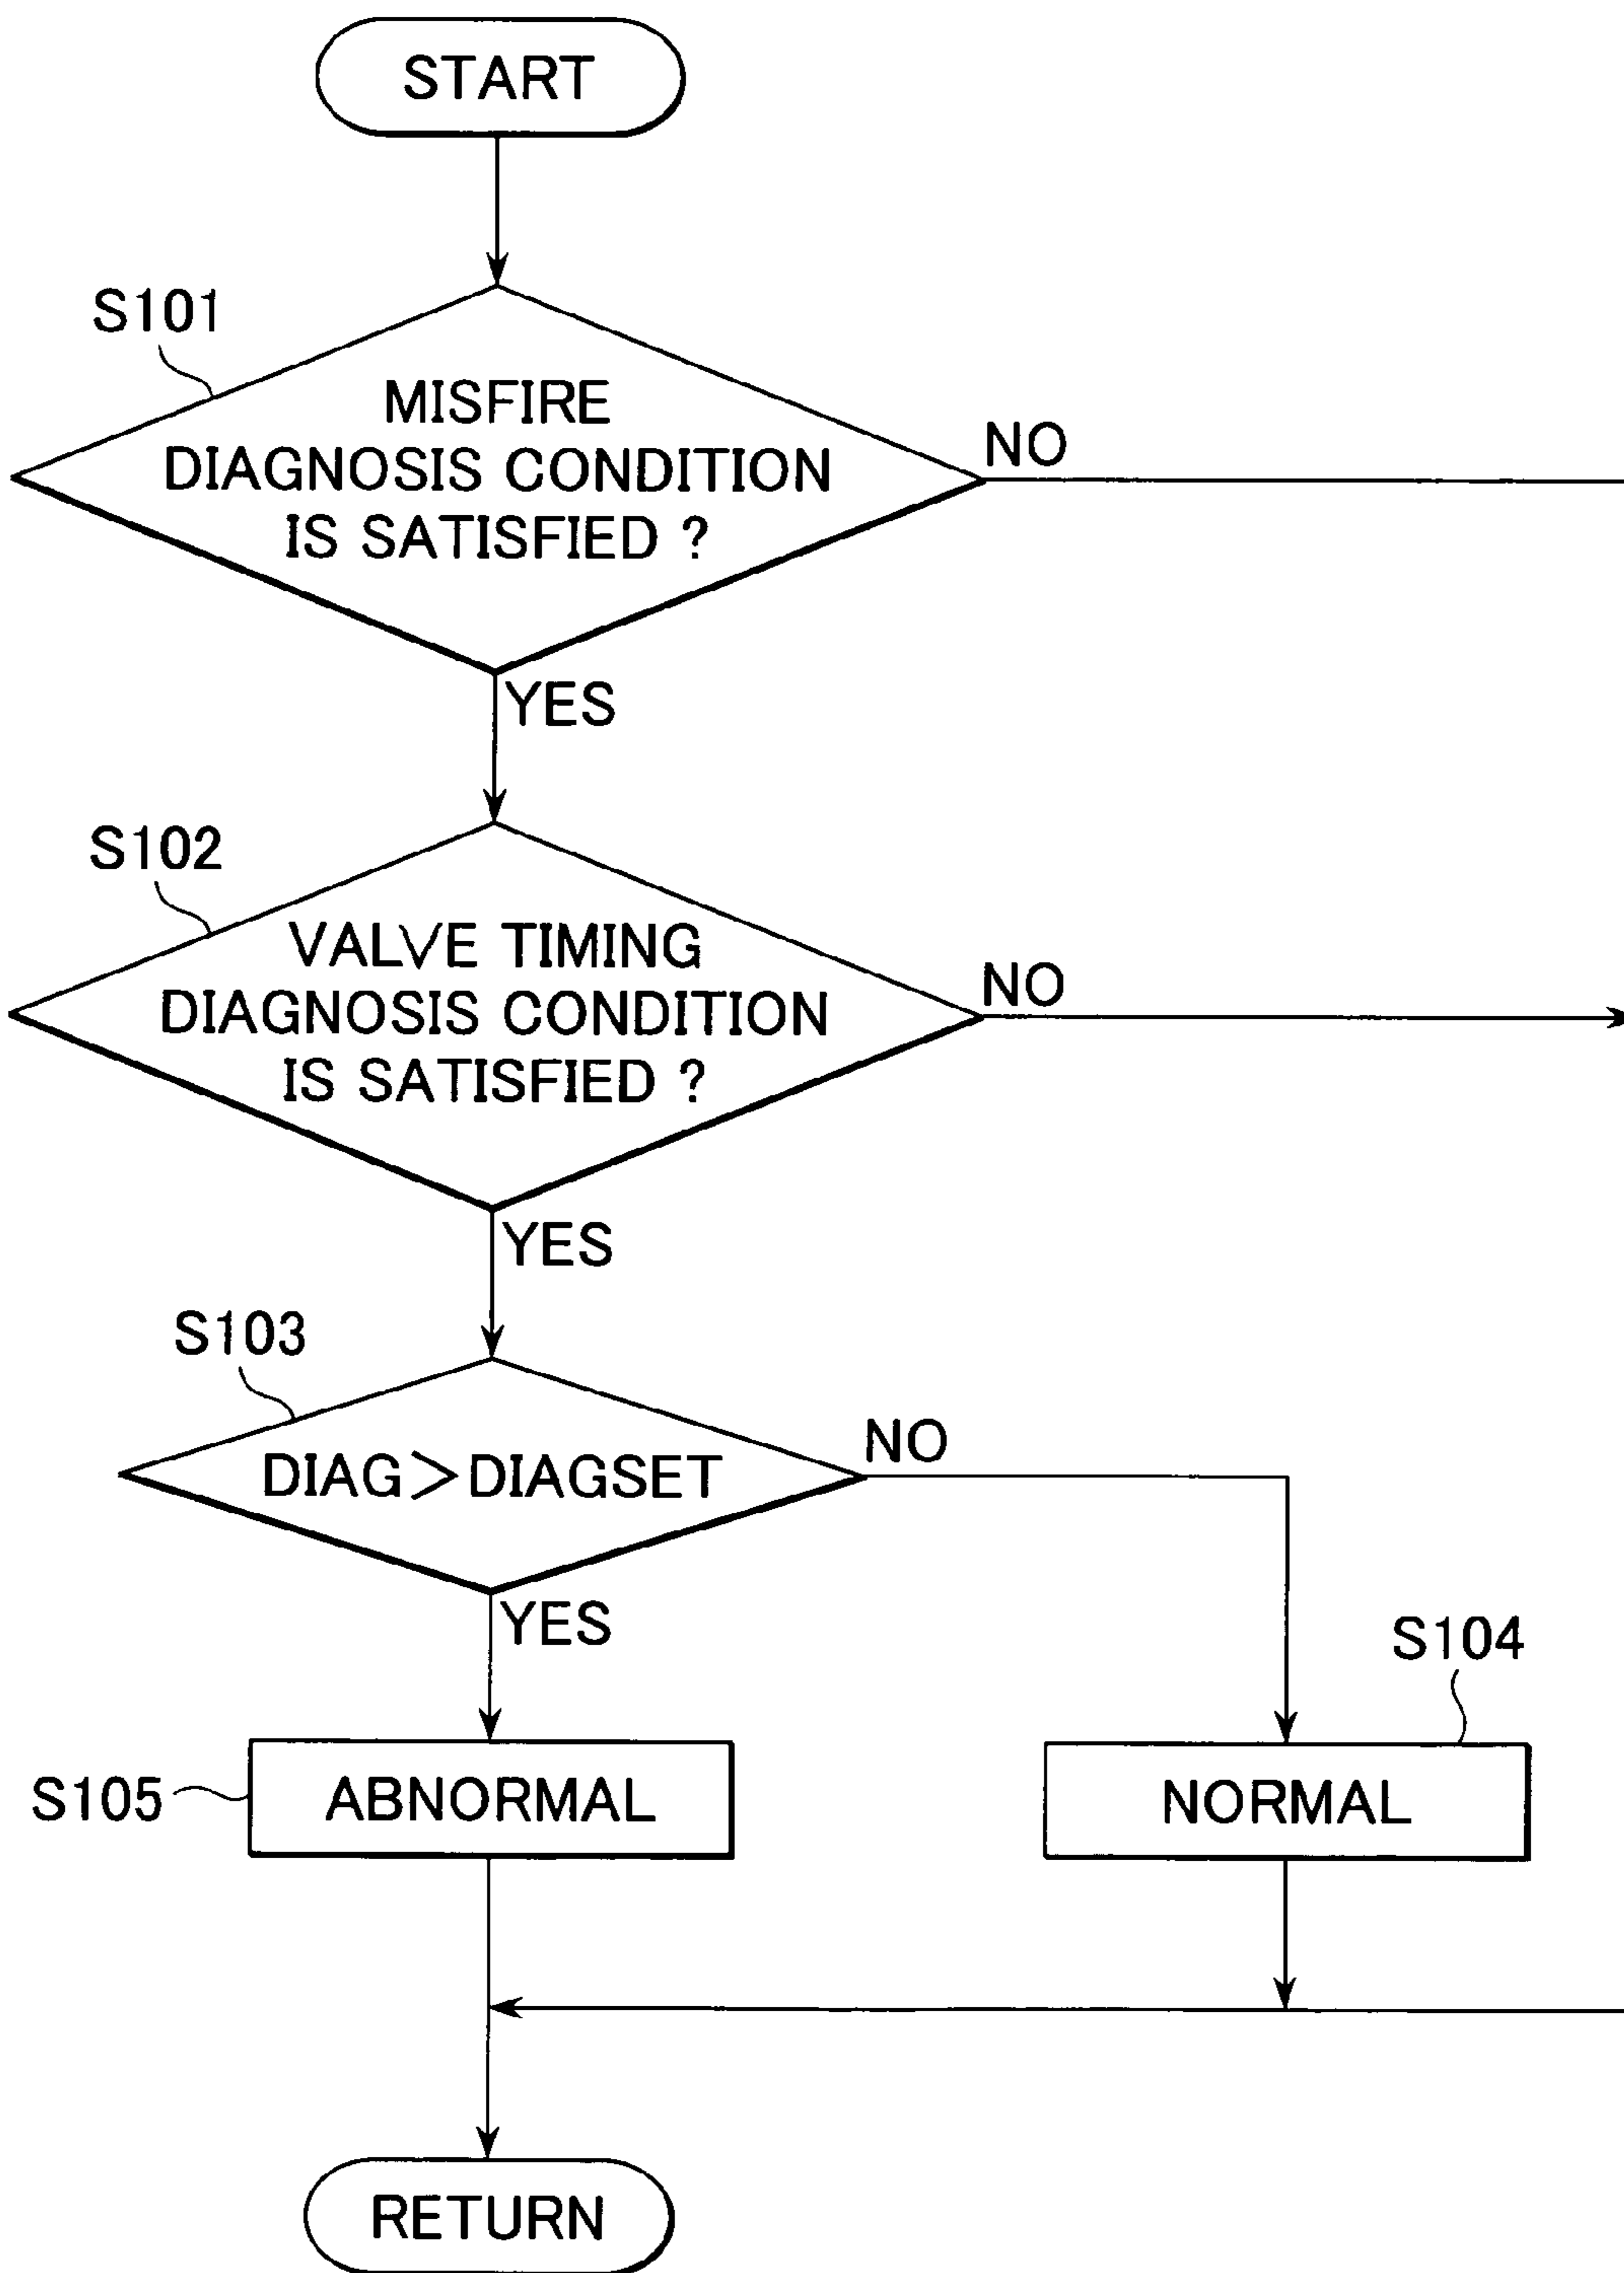 START
S101
MISFIRE
DIAGNOSIS CONDITION
IS SATISFIED ?
NO
YES
S102
VALVE TIMING
DIAGNOSIS CONDITION
IS SATISFIED ?
NO
YES
S103
DIAG>DIAGSET
NO
YES
S104
S105
ABNORMAL
NORMAL
RETURN